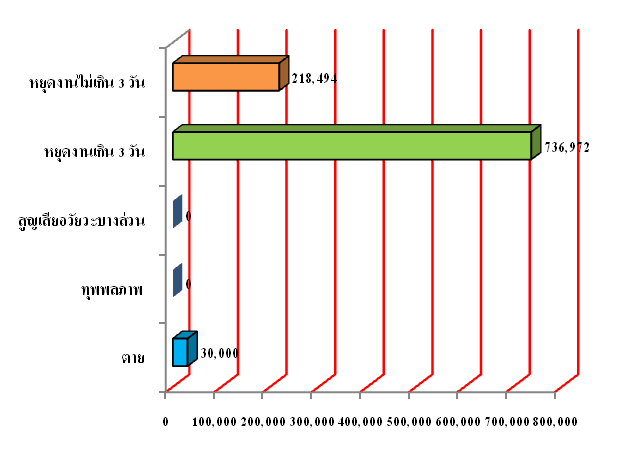 หยุดงานไม่เกิน 3 วัน
218,494
หยุดงานเกิน 3 วัน
736,972
สูญเสียอวัยวะบางส่วน
0
ทุพพลภาพ
0
ตาย
30,000
0 100,000 200,000 300,000 400,000 500,000 600,000 700,000 800,000